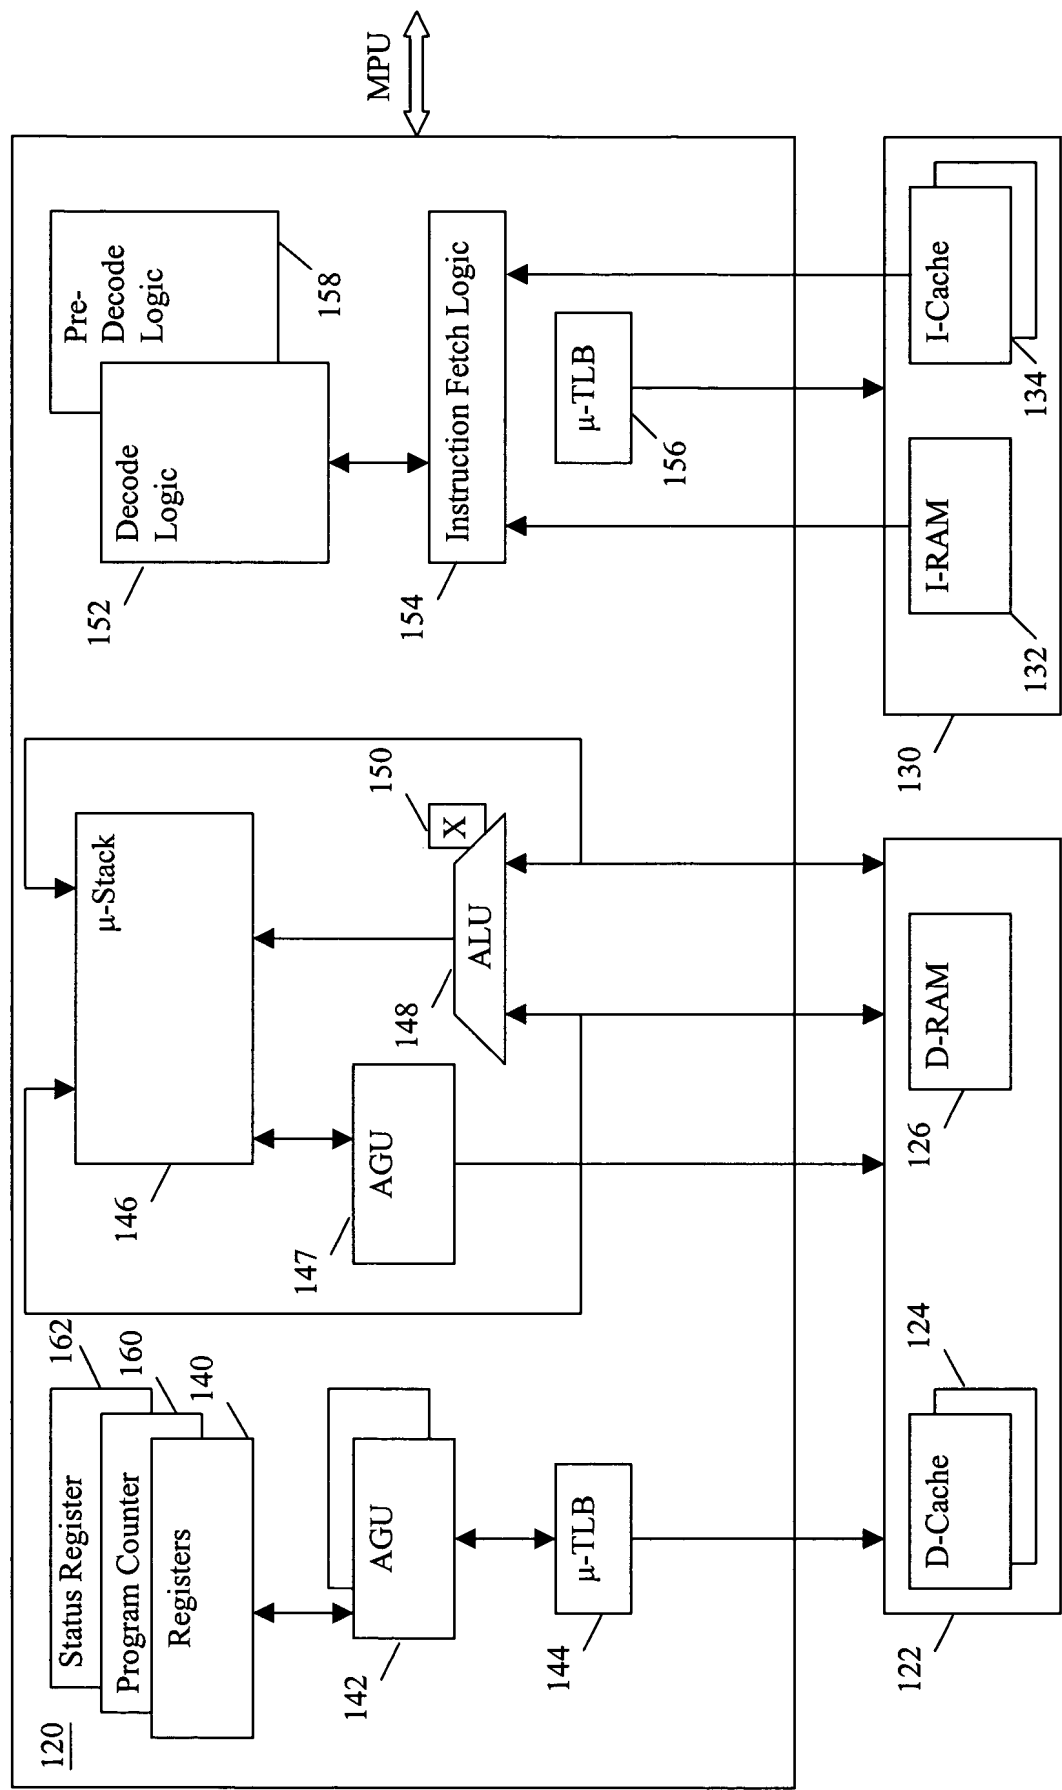 120
Status Register
162
Program Counter
160
Registers
140
AGU
142
μ-TLB
144
μ-Stack
146
AGU
147
ALU
148
X
150
Pre-
Decode
Logic
158
Decode
Logic
152
Instruction Fetch Logic
154
μ-TLB
156
MPU
D-Cache
124
D-RAM
126
122
I-RAM
132
I-Cache
134
130